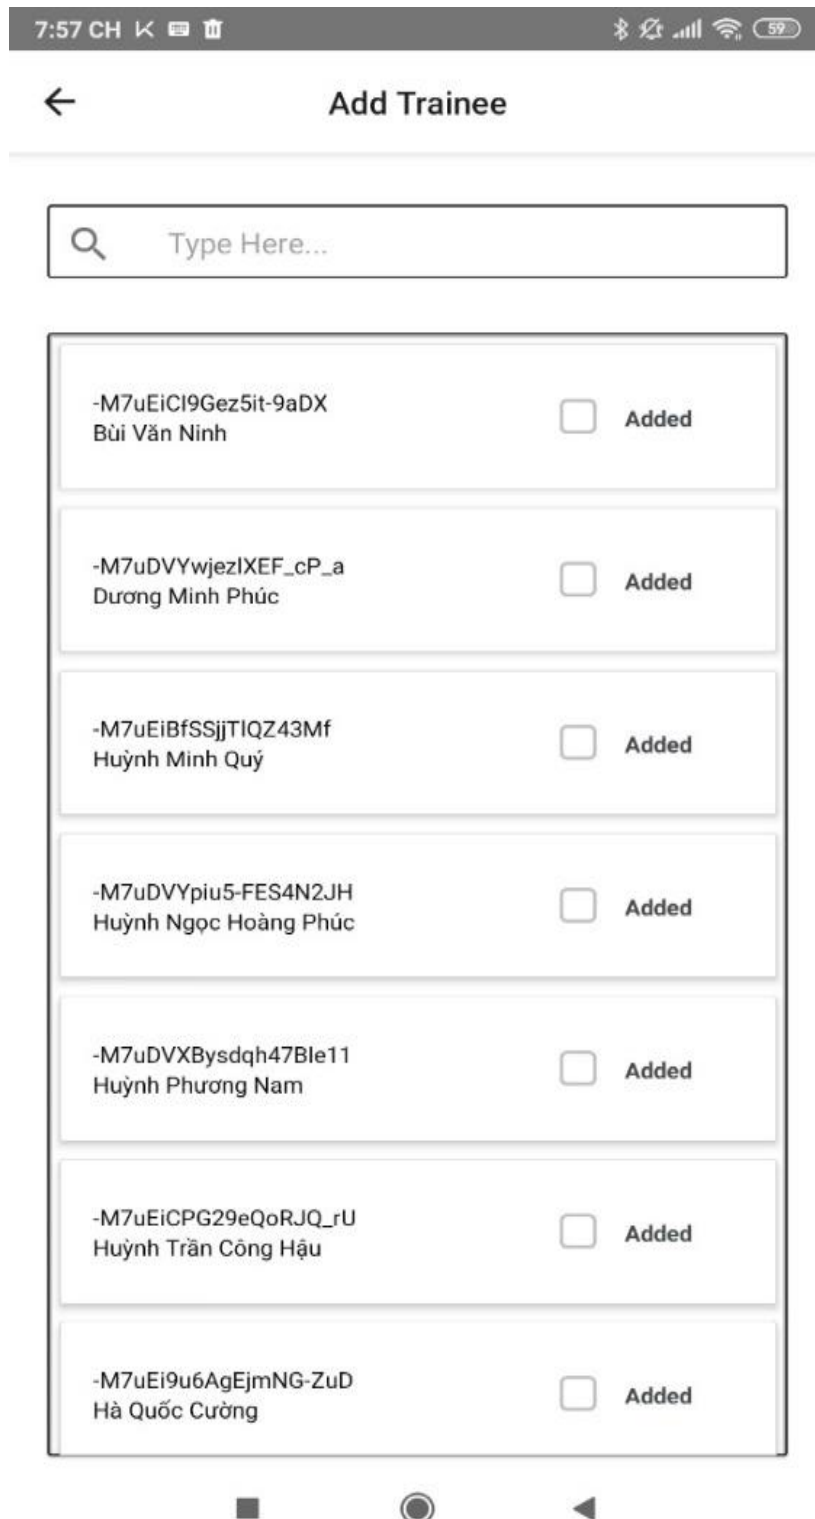 7:57 CH
59
Add Trainee
Type Here...
-M7uEiCI9Gez5it-9aDX
Bùi Văn Ninh
Added
-M7uDVYwjezlXEF_cP_a
Dương Minh Phúc
Added
-M7uEiBfSSjjTlQZ43Mf
Huỳnh Minh Quý
Added
-M7uDVYpiu5-FES4N2JH
Huỳnh Ngọc Hoàng Phúc
Added
-M7uDVXBysdqh47Ble11
Huỳnh Phương Nam
Added
-M7uEiCPG29eQoRJQ_rU
Huỳnh Trần Công Hậu
Added
-M7uEi9u6AgEjmNG-ZuD
Hà Quốc Cường
Added